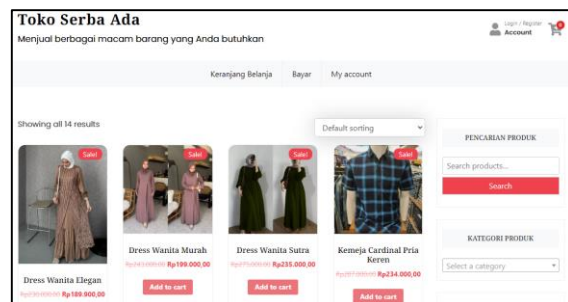 Toko Serba Ada
Menjual berbagai macam barang yang Anda butuhkan
Login / Register
Account
0
Keranjang Belanja Bayar My account
Showing all 14 results
Default sorting
PENCARIAN PRODUK
Search products...
Search
KATEGORI PRODUK
Select a category
Sale!
Dress Wanita Elegan
Rp189.900,00
Sale!
Dress Wanita Murah
Rp199.000,00
Add to cart
Sale!
Dress Wanita Sutra
Rp235.000,00
Add to cart
Sale!
Kemeja Cardinal Pria
Keren
Rp234.000,00
Add to cart